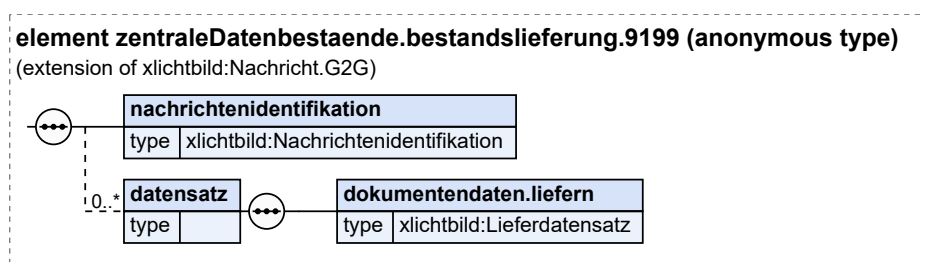 element zentraleDatenbestaende.bestandslieferung.9199 (anonymous type)
(extension of xlichtbild:Nachricht.G2G)
nachrichtenidentifikation
type xlichtbild:Nachrichtenidentifikation
0..*
datensatz
type
dokumentendaten.liefern
type xlichtbild:Lieferdatensatz